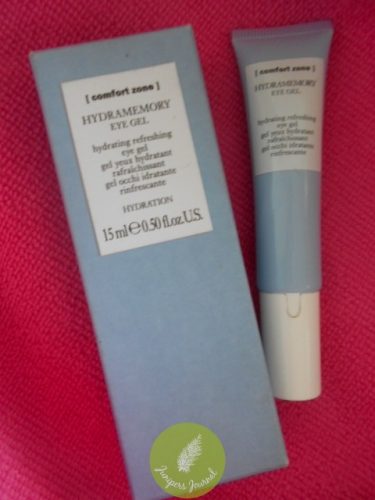 [ comfort zone ]
HYDRAMEMORY
EYE GEL
hydrating refreshing
eye gel
gel yeux hydratant
rafraîchissant
gel occhi idratante
rinfrescante
HYDRATION
15 ml e 0.50 fl.oz.U.S.
[ comfort zone ]
HYDRAMEMORY
EYE GEL
hydrating refreshing
eye gel
gel yeux hydratant
rafraîchissant
gel occhi idratante
rinfrescante
Junipers Journal